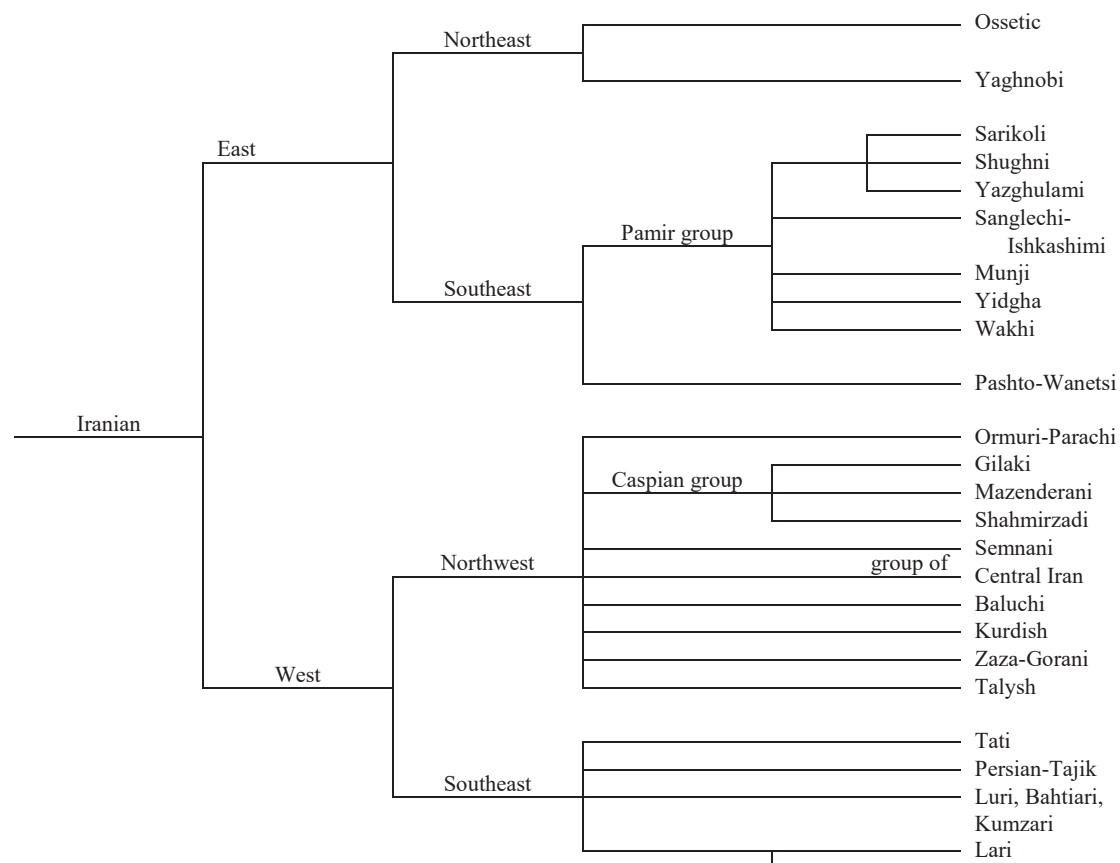 Ossetic
Northeast
Yaghnobi
Sarikoli
East
Shughni
Yazghulami
Sanglechi-
Pamir group
Ishkashimi
Munji
Southeast
Yidgha
Wakhi
Pashto-Wanetsi
Iranian
Ormuri-Parachi
Gilaki
Caspian group
Mazenderani
Shahmirzadi
Semnani
Northwest
group of
Central Iran
Baluchi
Kurdish
Zaza-Gorani
West
Talysh
Tati
Persian-Tajik
Southeast
Luri, Bahtiari,
Kumzari
Lari